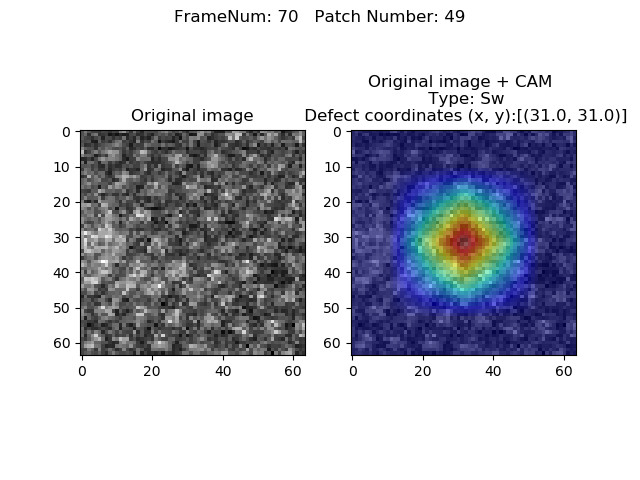 FrameNum: 70   Patch Number: 49
Original image
Original image + CAM
Type: Sw
Defect coordinates (x, y):[(31.0, 31.0)]
0
10
20
30
40
50
60
0 20 40 60
0
10
20
30
40
50
60
0 20 40 60